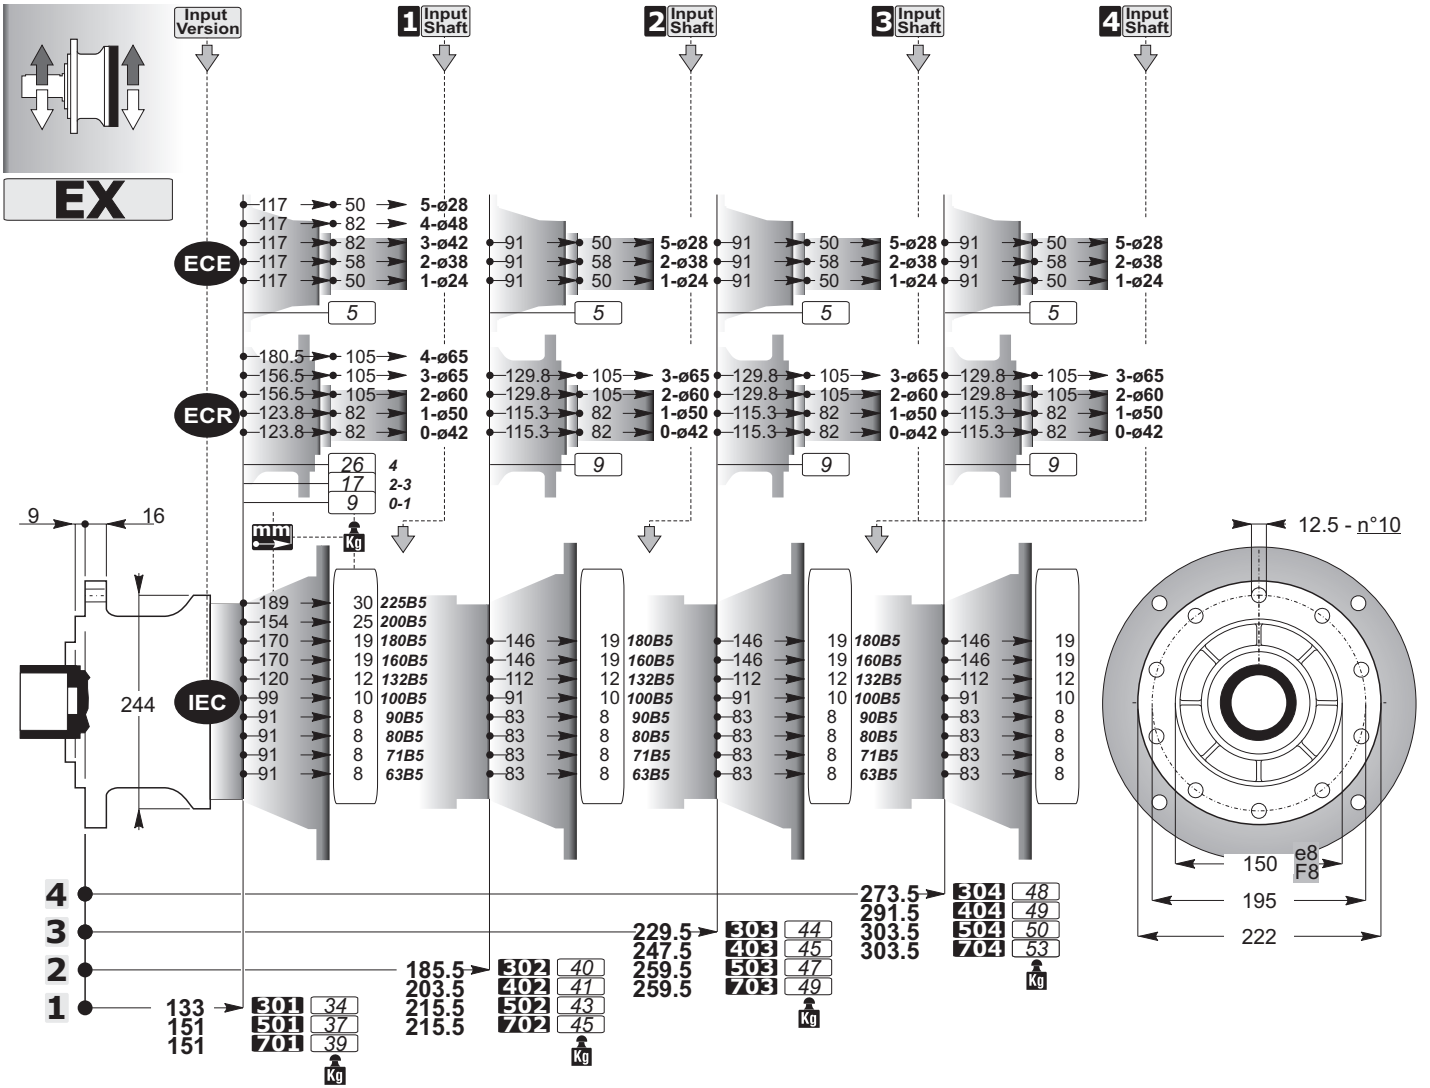 Input Version
1 Input Shaft
2 Input Shaft
3 Input Shaft
4 Input Shaft
EX
ECE
117 50 5-ø28
117 82 4-ø48
117 82 3-ø42 91 50 5-ø28 91 50 5-ø28 91 50 5-ø28
117 58 2-ø38 91 58 2-ø38 91 58 2-ø38 91 58 2-ø38
117 50 1-ø24 91 50 1-ø24 91 50 1-ø24 91 50 1-ø24
5 5 5 5
ECR
180.5 105 4-ø65
156.5 105 3-ø65 129.8 105 3-ø65 129.8 105 3-ø65 129.8 105 3-ø65
156.5 105 2-ø60 129.8 105 2-ø60 129.8 105 2-ø60 129.8 105 2-ø60
123.8 82 1-ø50 115.3 82 1-ø50 115.3 82 1-ø50 115.3 82 1-ø50
123.8 82 0-ø42 115.3 82 0-ø42 115.3 82 0-ø42 115.3 82 0-ø42
26 4 9 9 9
17 2-3
9 0-1
9 16
mm Kg
12.5 - n°10
244
IEC
189 30 225B5
154 25 200B5
170 19 180B5 146 19 180B5 146 19 180B5 146 19
170 19 160B5 146 19 160B5 146 19 160B5 146 19
120 12 132B5 112 12 132B5 112 12 132B5 112 12
99 10 100B5 91 10 100B5 91 10 100B5 91 10
91 8 90B5 83 8 90B5 83 8 90B5 83 8
91 8 80B5 83 8 80B5 83 8 80B5 83 8
91 8 71B5 83 8 71B5 83 8 71B5 83 8
91 8 63B5 83 8 63B5 83 8 63B5 83 8
150 e8 F8
195
222
4
273.5 304 48
291.5 404 49
303.5 504 50
303.5 704 53
Kg
3
229.5 303 44
247.5 403 45
259.5 503 47
259.5 703 49
Kg
2
185.5 302 40
203.5 402 41
215.5 502 43
215.5 702 45
Kg
1
133 301 34
151 501 37
151 701 39
Kg